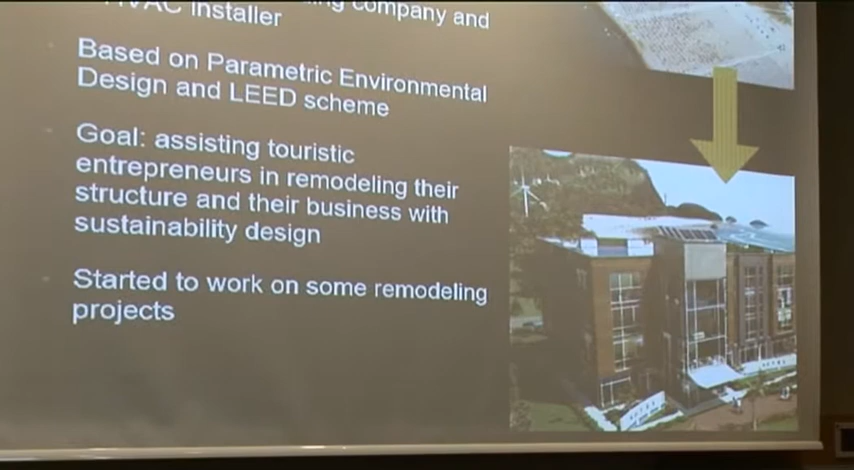 HVAC installer
company and
Based on Parametric Environmental
Design and LEED scheme
Goal: assisting touristic
entrepreneurs in remodeling their
structure and their business with
sustainability design
Started to work on some remodeling
projects